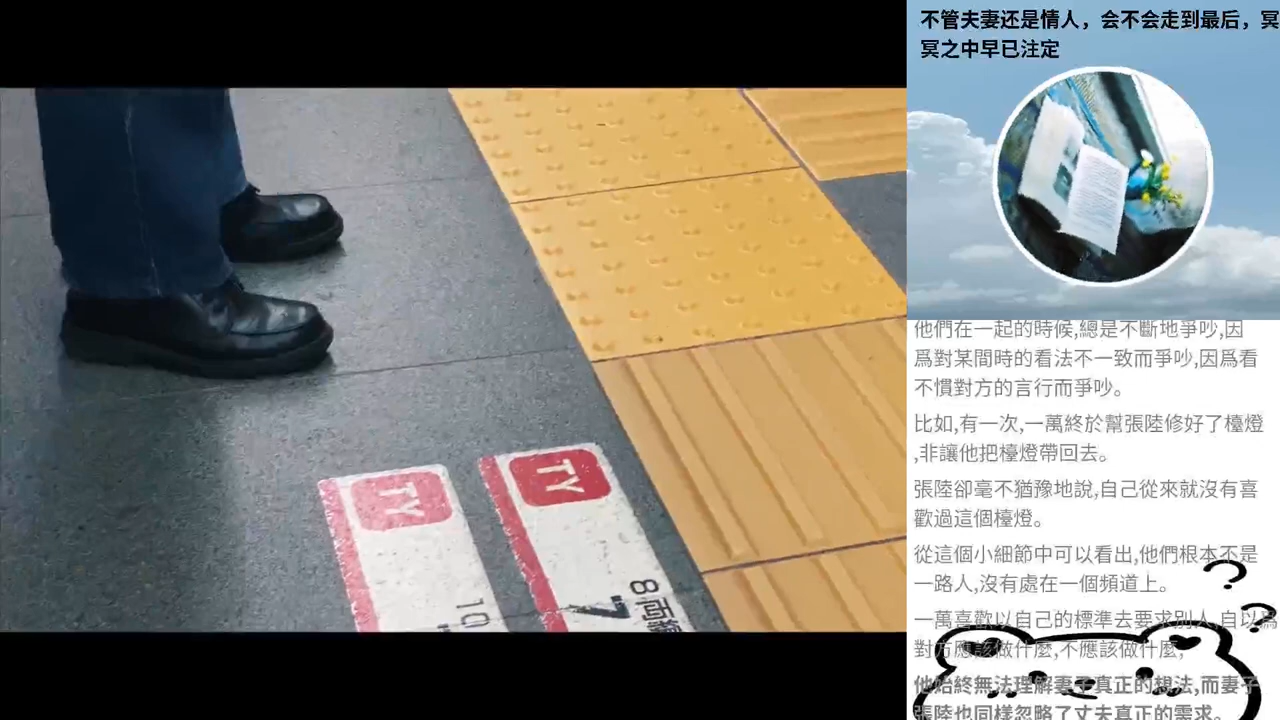 不管夫妻还是情人，会不会走到最后，冥
冥之中早已注定
他們在一起的時候,總是不斷地爭吵,因
爲對某間時的看法不一致而爭吵,因爲看
不慣對方的言行而爭吵。
比如,有一次,一萬終於幫張陸修好了檯燈
,非讓他把檯燈帶回去。
張陸卻毫不猶豫地說,自己從來就沒有喜
歡過這個檯燈。
從這個小細節中可以看出,他們根本不是
一路人,沒有處在一個頻道上。
一萬喜歡以自己的標準去要求別人,自以爲
對方應該做什麼,不應該做什麼,
他始終無法理解妻子真正的想法,而妻子
張陸也同樣忽略了丈夫真正的需求。
TY
TY
10
8両編
7